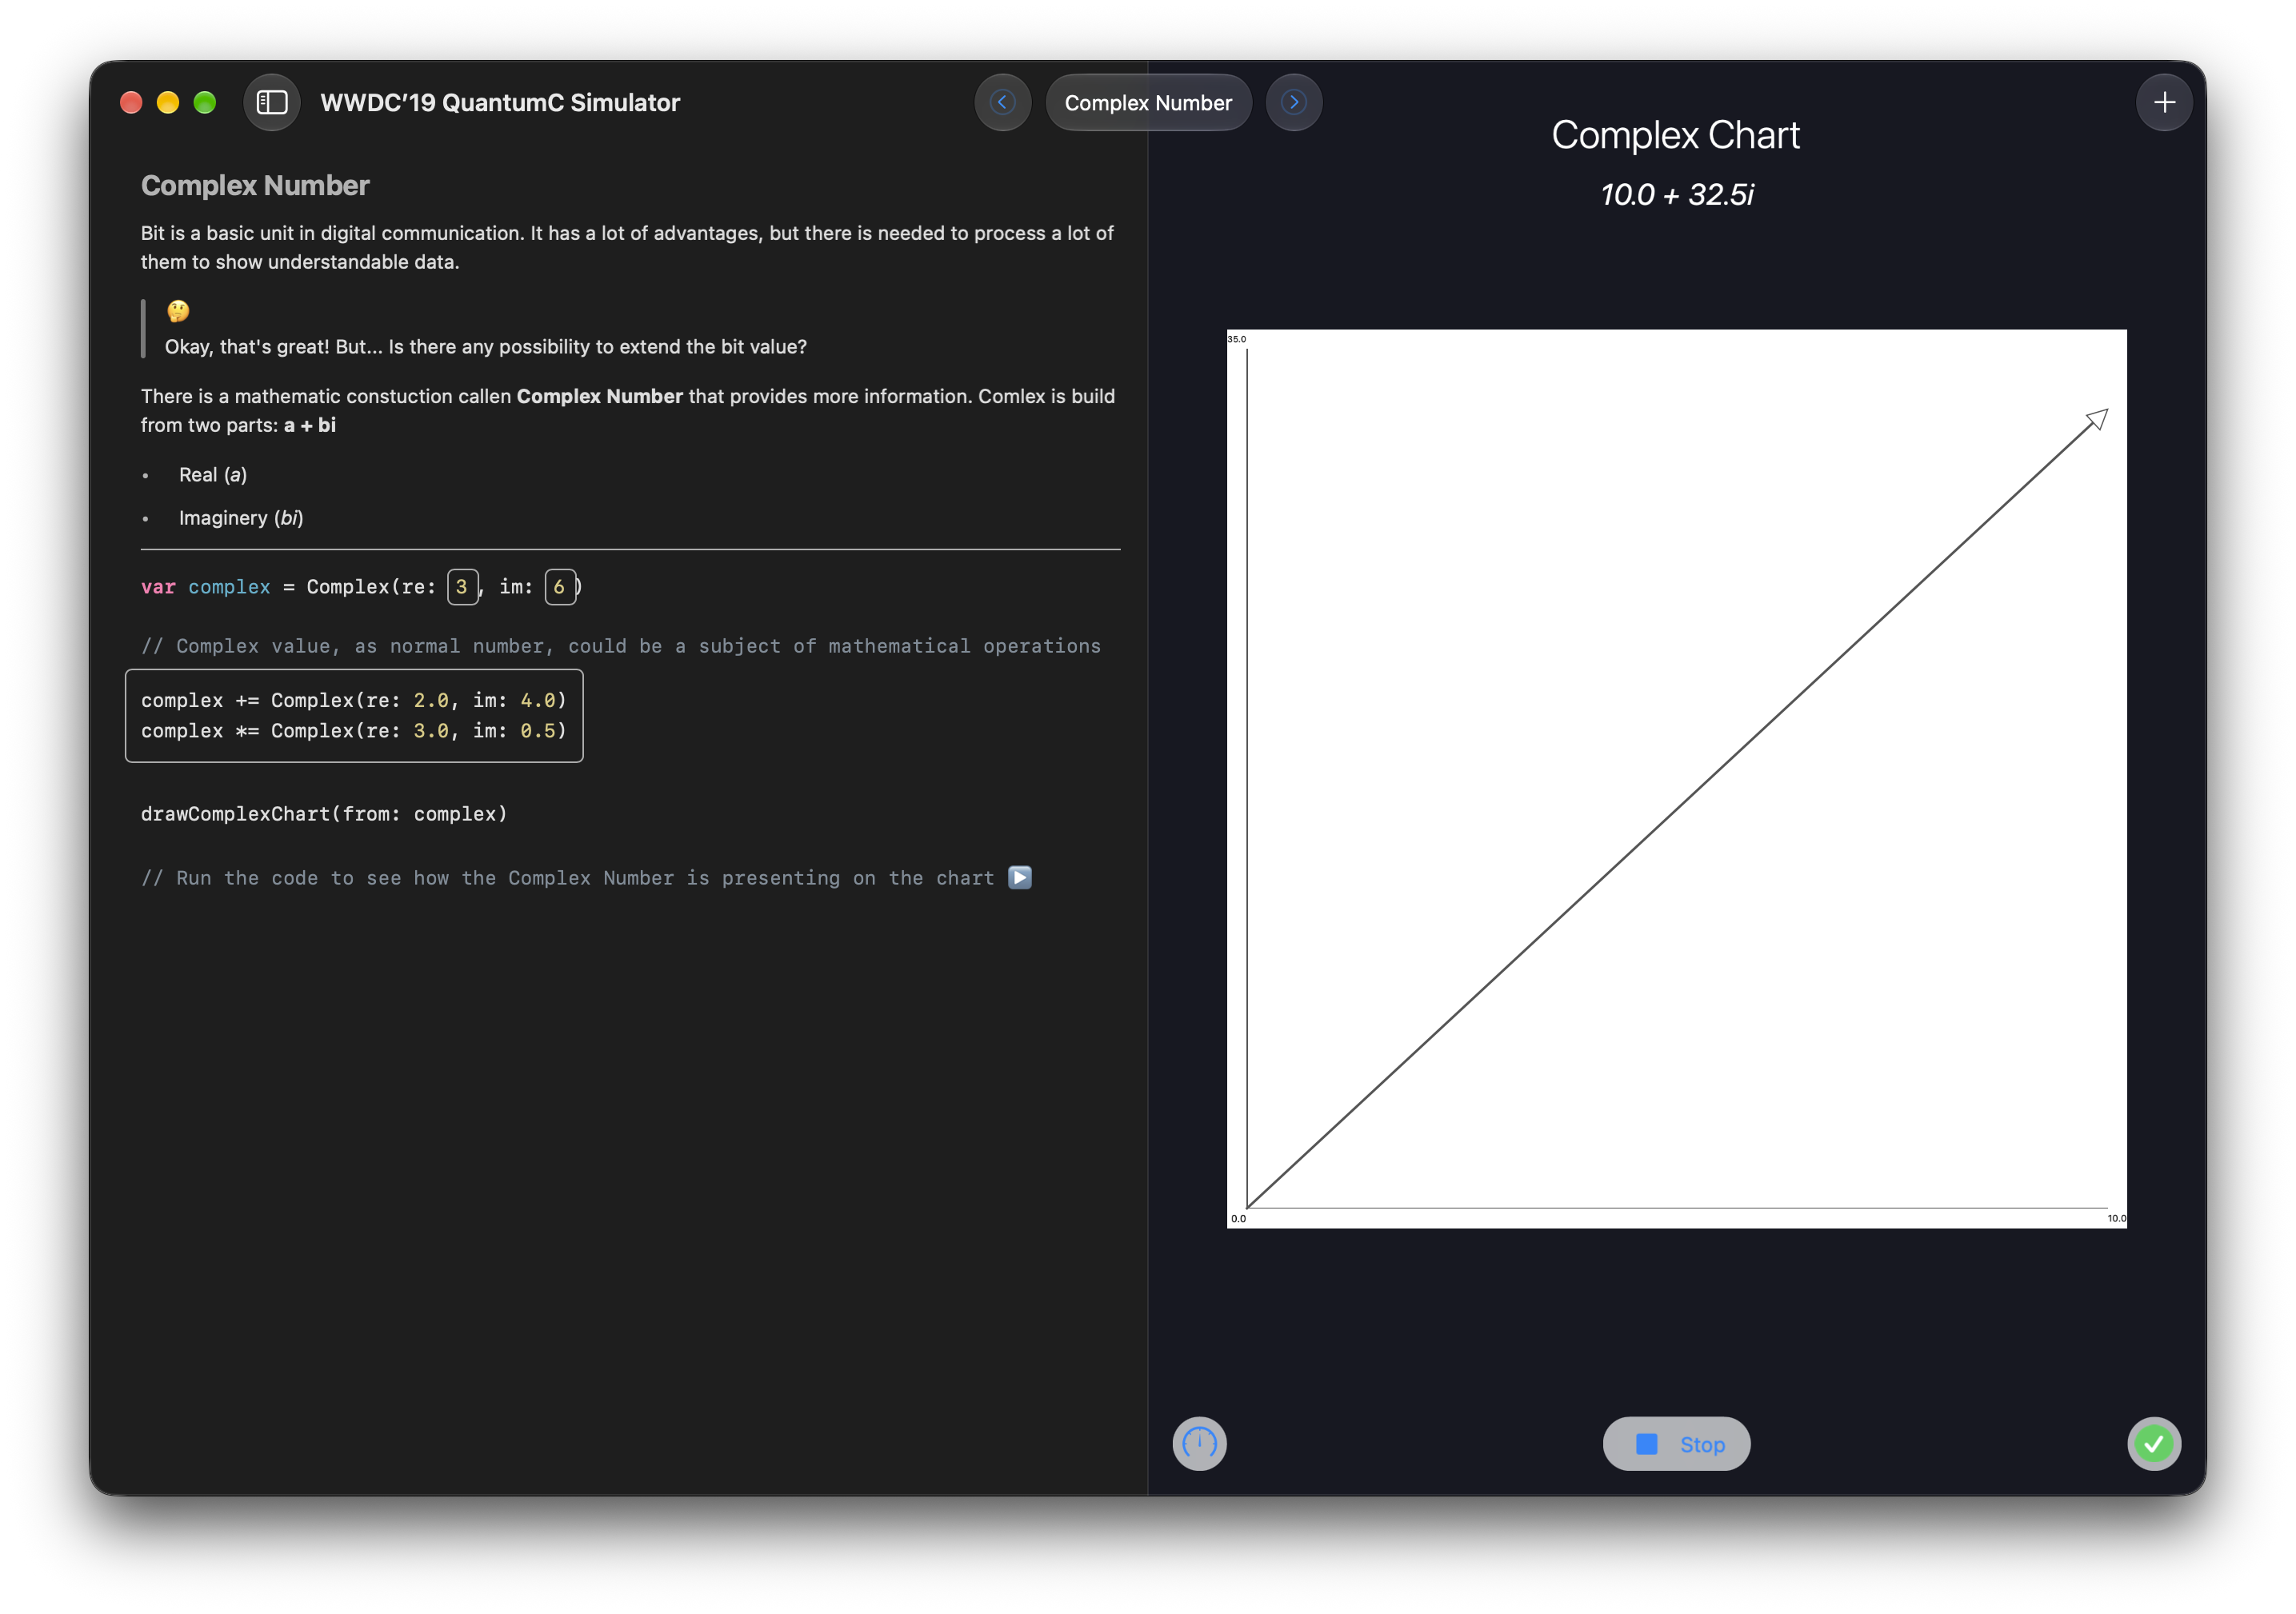 WWDC’19 QuantumC Simulator
Complex Number
Complex Number
Bit is a basic unit in digital communication. It has a lot of advantages, but there is needed to process a lot of
them to show understandable data.
🤔
Okay, that's great! But... Is there any possibility to extend the bit value?
There is a mathematic constuction callen Complex Number that provides more information. Comlex is build
from two parts: a + bi
• Real (a)
• Imaginery (bi)
var complex = Complex(re: 3, im: 6)
// Complex value, as normal number, could be a subject of mathematical operations
complex += Complex(re: 2.0, im: 4.0)
complex *= Complex(re: 3.0, im: 0.5)
drawComplexChart(from: complex)
// Run the code to see how the Complex Number is presenting on the chart ▶️
Complex Chart
10.0 + 32.5i
35.0
0.0
10.0
Stop